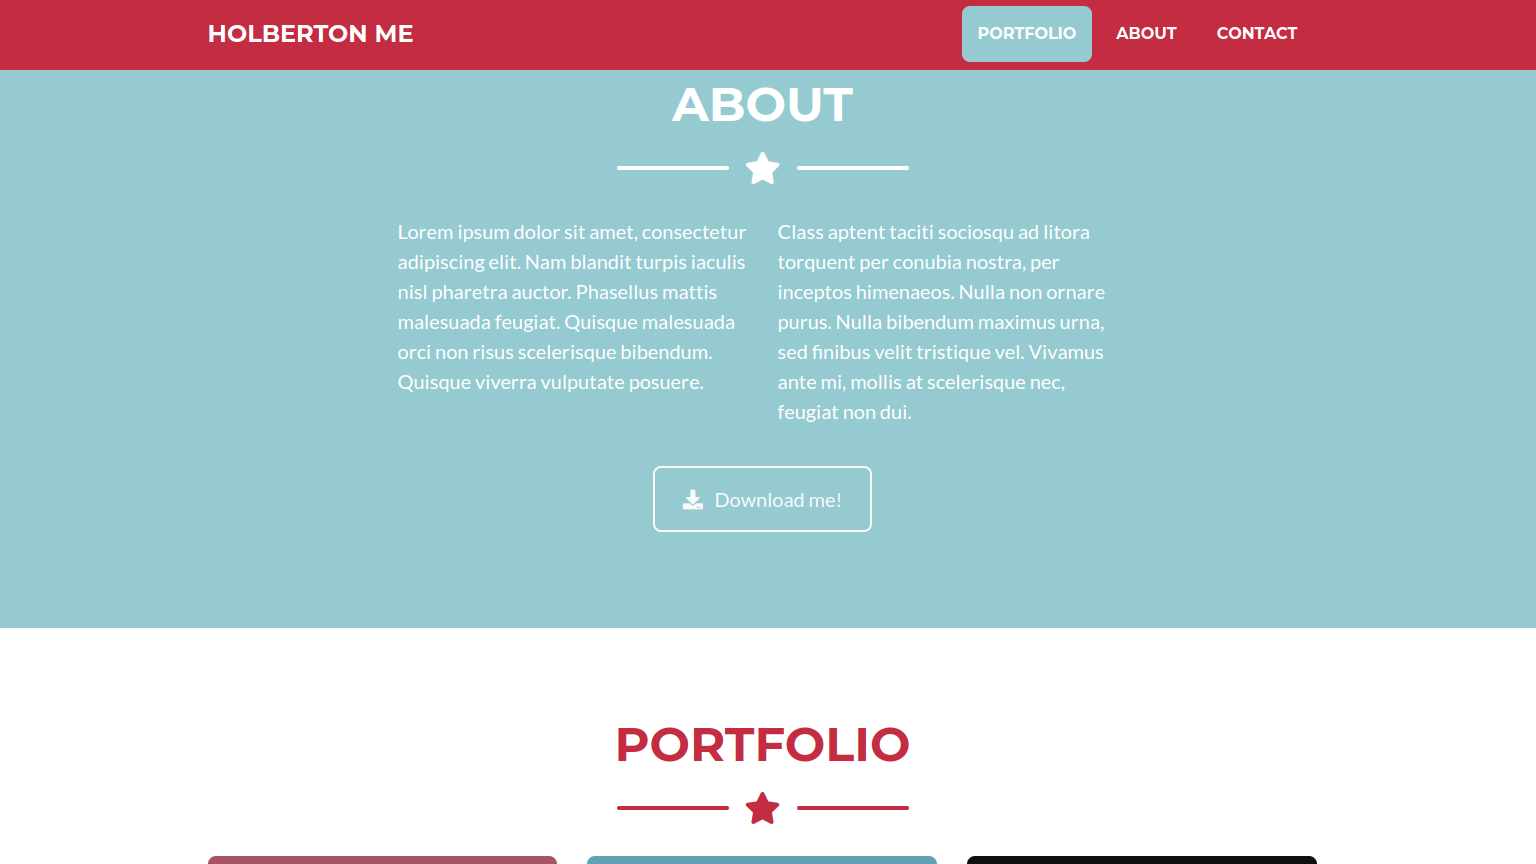 HOLBERTON ME
PORTFOLIO
ABOUT
CONTACT
ABOUT
Lorem ipsum dolor sit amet, consectetur
adipiscing elit. Nam blandit turpis iaculis
nisl pharetra auctor. Phasellus mattis
malesuada feugiat. Quisque malesuada
orci non risus scelerisque bibendum.
Quisque viverra vulputate posuere.
Class aptent taciti sociosqu ad litora
torquent per conubia nostra, per
inceptos himenaeos. Nulla non ornare
purus. Nulla bibendum maximus urna,
sed finibus velit tristique vel. Vivamus
ante mi, mollis at scelerisque nec,
feugiat non dui.
Download me!
PORTFOLIO